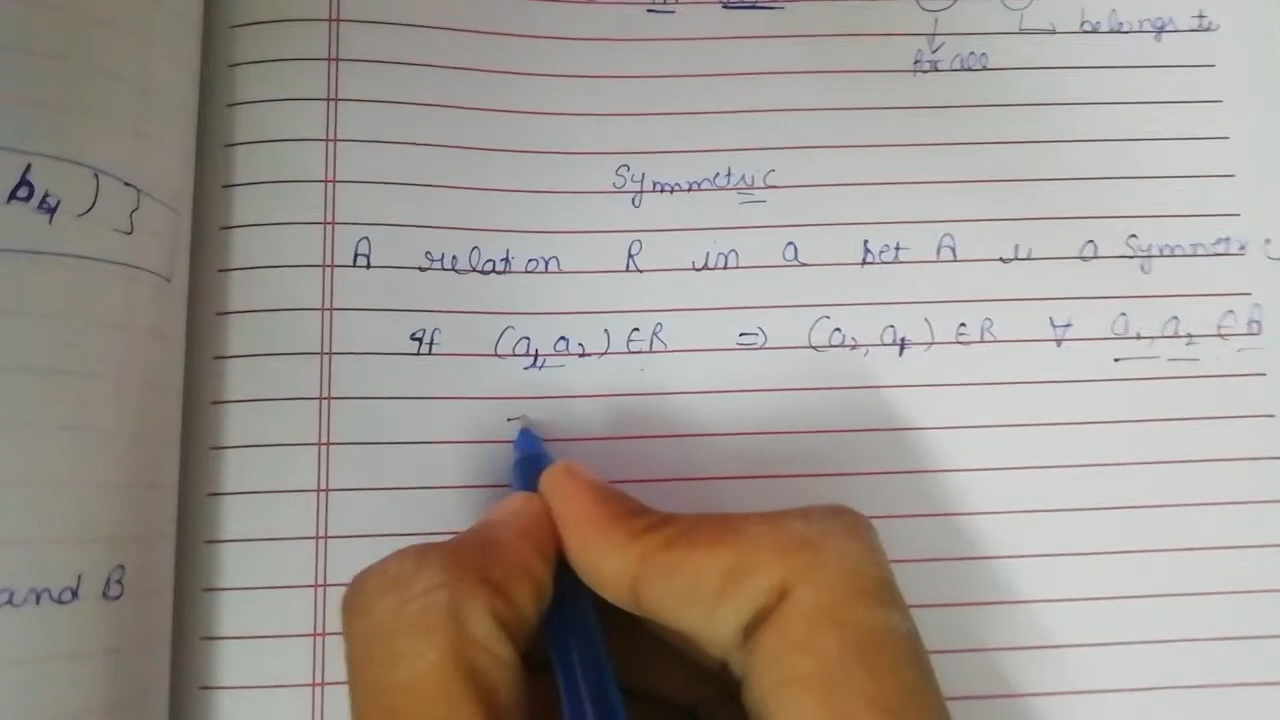 belongs to
for all
b4)}
Symmetric
A relation R in a set A is a Symmetric
If (a1, a2) ∈ R ⇒ (a2, a1) ∈ R ∀ a1, a2 ∈ A
and B